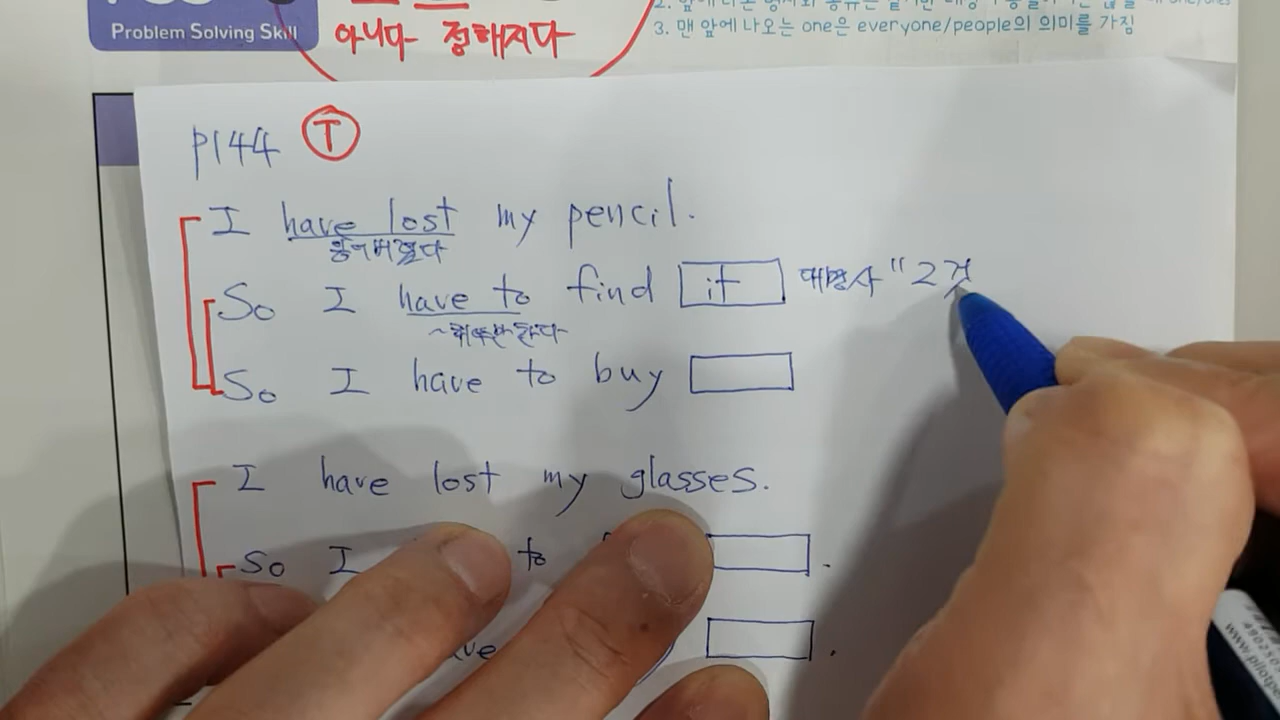 Problem Solving Skill
아니다 정해지다
3. 맨 앞에 나오는 one은 everyone/people의 의미를 가짐
P144 T
I have lost my pencil.
잃어버렸다
So I have to find it 대명사 "그것
~해야만 한다
So I have to buy
I have lost my glasses.
So I to .
.